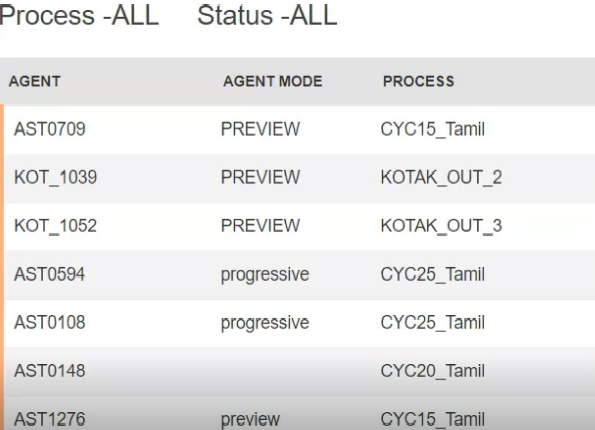 Process -ALL Status -ALL
AGENT AGENT MODE PROCESS
AST0709 PREVIEW CYC15_Tamil
KOT_1039 PREVIEW KOTAK_OUT_2
KOT_1052 PREVIEW KOTAK_OUT_3
AST0594 progressive CYC25_Tamil
AST0108 progressive CYC25_Tamil
AST0148 CYC20_Tamil
AST1276 preview CYC15_Tamil